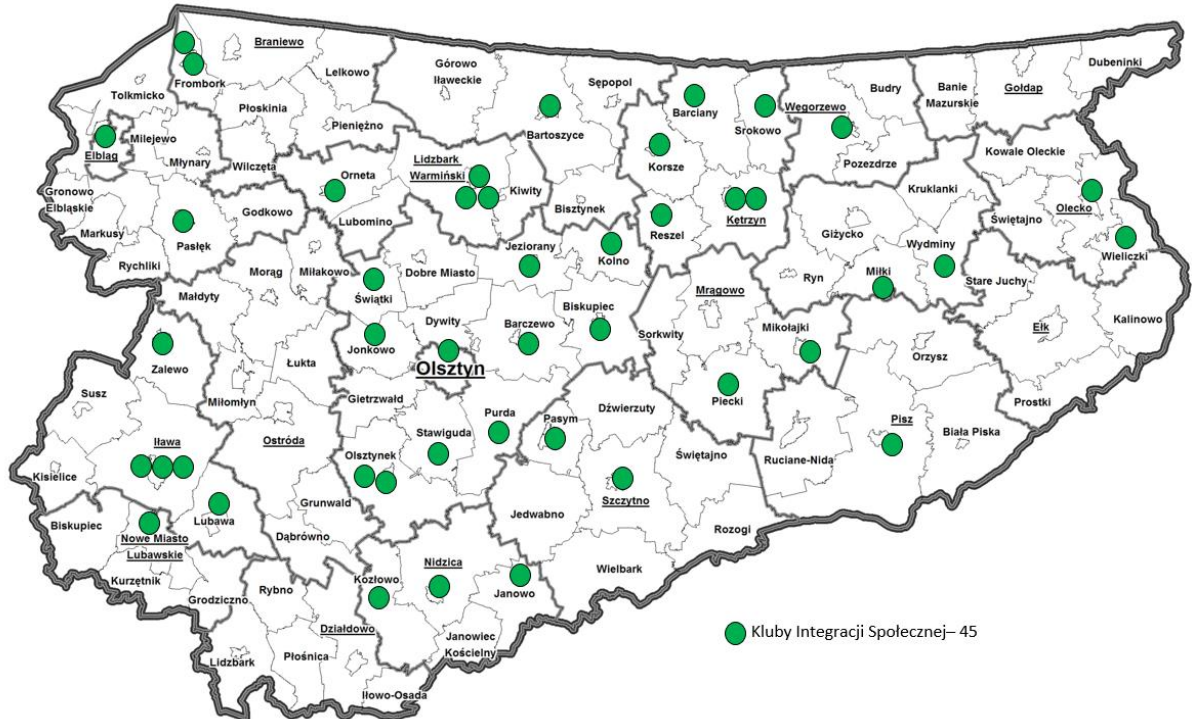 Braniewo
Frombork
Lelkowo
Górowo
Iławeckie
Sępopol
Dubeninki
Gołdap
Banie
Mazurskie
Budry
Węgorzewo
Tolkmicko
Płoskinia
Pieniężno
Bartoszyce
Barciany
Srokowo
Elbląg
Milejewo
Młynary
Wilczęta
Orneta
Lidzbark
Warmiński
Kiwity
Korsze
Pozezdrze
Kowale Oleckie
Gronowo
Elbląskie
Markusy
Pasłęk
Godkowo
Lubomino
Bisztynek
Reszel
Kętrzyn
Kruklanki
Giżycko
Świętajno
Olecko
Rychliki
Morąg
Miłakowo
Dobre Miasto
Jeziorany
Kolno
Wydminy
Wieliczki
Małdyty
Świątki
Mrągowo
Ryn
Miłki
Stare Juchy
Zalewo
Łukta
Jonkowo
Dywity
Barczewo
Biskupiec
Sorkwity
Mikołajki
Orzysz
Ełk
Kalinowo
Olsztyn
Susz
Miłomłyn
Gietrzwałd
Piecki
Prostki
Iława
Ostróda
Olsztynek
Stawiguda
Purda
Pasym
Dźwierzuty
Świętajno
Ruciane-Nida
Pisz
Biała Piska
Kisielice
Lubawa
Grunwald
Jedwabno
Szczytno
Biskupiec
Nowe Miasto
Lubawskie
Dąbrówno
Rozogi
Kurzętnik
Grodziczno
Rybno
Kozłowo
Nidzica
Janowo
Wielbark
Działdowo
Janowiec
Kościelny
Lidzbark
Płośnica
Iłowo-Osada
Kluby Integracji Społecznej– 45